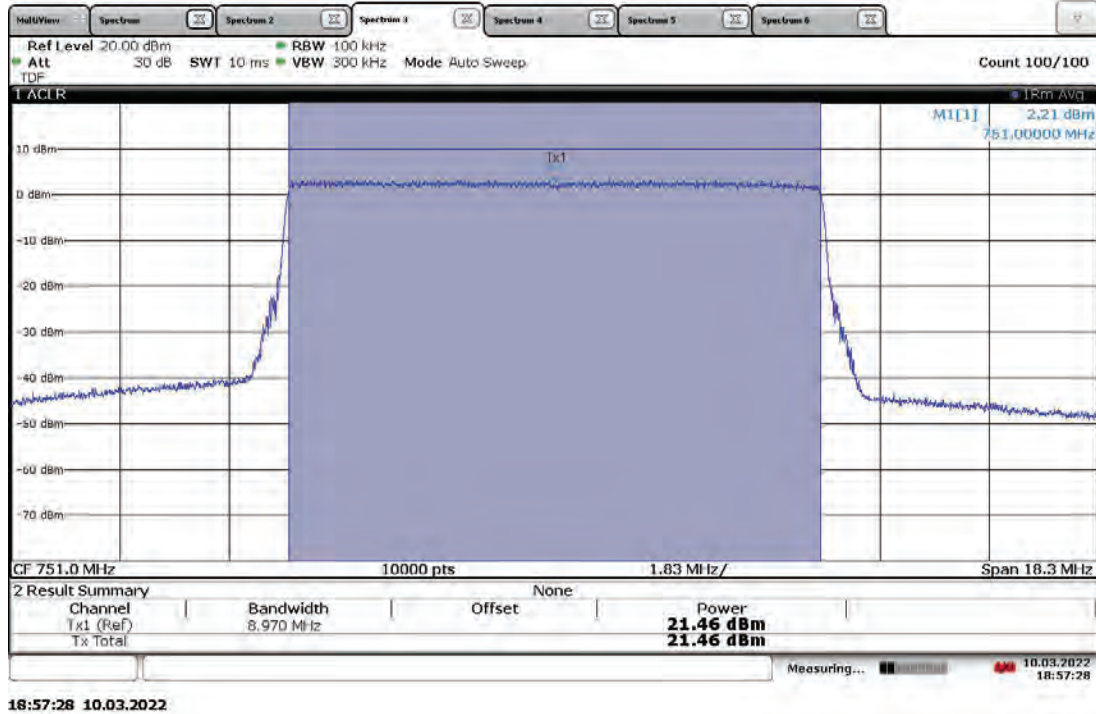 MultiView Spectrum Spectrum 2 Spectrum 3 Spectrum 4 Spectrum 5 Spectrum 6
Ref Level 20.00 dBm RBW 100 kHz
Att 30 dB SWT 10 ms VBW 300 kHz Mode Auto Sweep Count 100/100
TDF
1 ACLR 1Rm Avg
M1[1] 2.21 dBm
751.00000 MHz
10 dBm
Tx1
0 dBm
-10 dBm
-20 dBm
-30 dBm
-40 dBm
-50 dBm
-60 dBm
-70 dBm
CF 751.0 MHz 10000 pts 1.83 MHz/ Span 18.3 MHz
2 Result Summary None
Channel Bandwidth Offset Power
Tx1 (Ref) 8.970 MHz 21.46 dBm
Tx Total 21.46 dBm
Measuring... 10.03.2022
18:57:28
18:57:28 10.03.2022